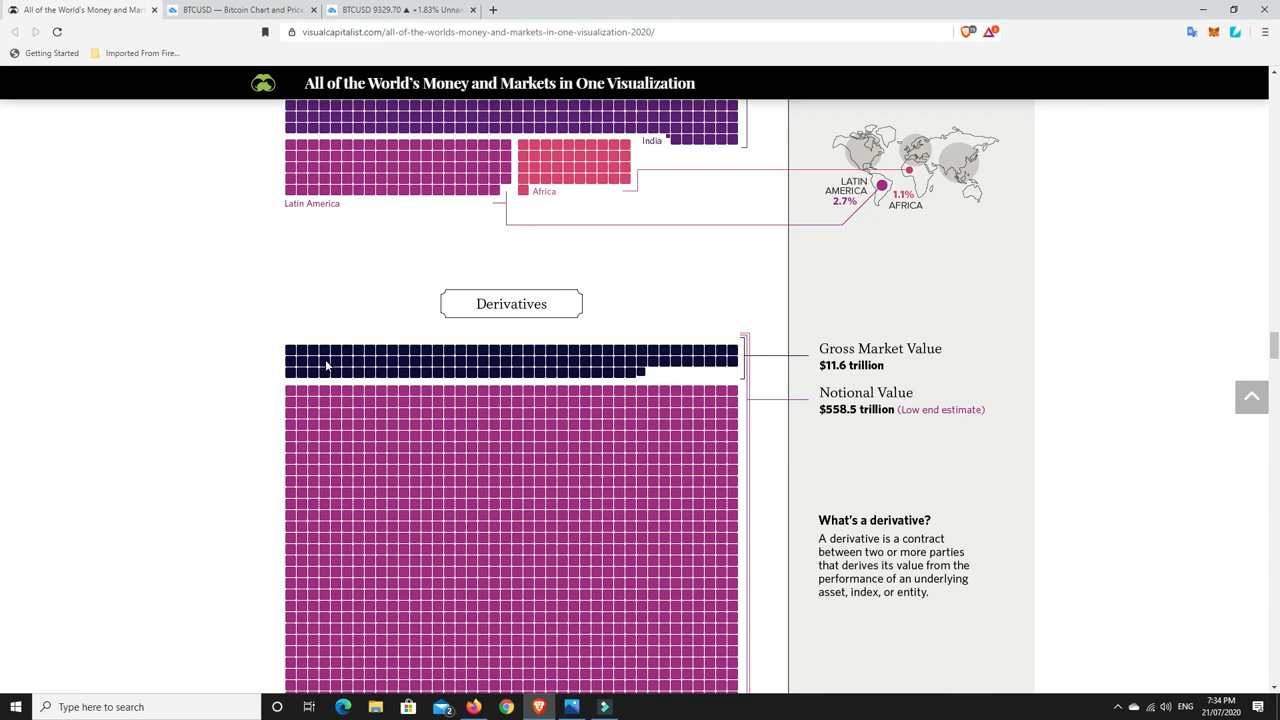 All of the World's Money and Mar
BTCUSD — Bitcoin Chart and Price
BTCUSD 9329.70 ▲ +1.83% Unnan
visualcapitalist.com/all-of-the-worlds-money-and-markets-in-one-visualization-2020/
Getting Started
Imported From Fire...
All of the World's Money and Markets in One Visualization
India
Africa
Latin America
LATIN
AMERICA
2.7%
1.1%
AFRICA
Derivatives
Gross Market Value
$11.6 trillion
Notional Value
$558.5 trillion (Low end estimate)
What's a derivative?
A derivative is a contract
between two or more parties
that derives its value from the
performance of an underlying
asset, index, or entity.
Type here to search
2
ENG
7:34 PM
21/07/2020